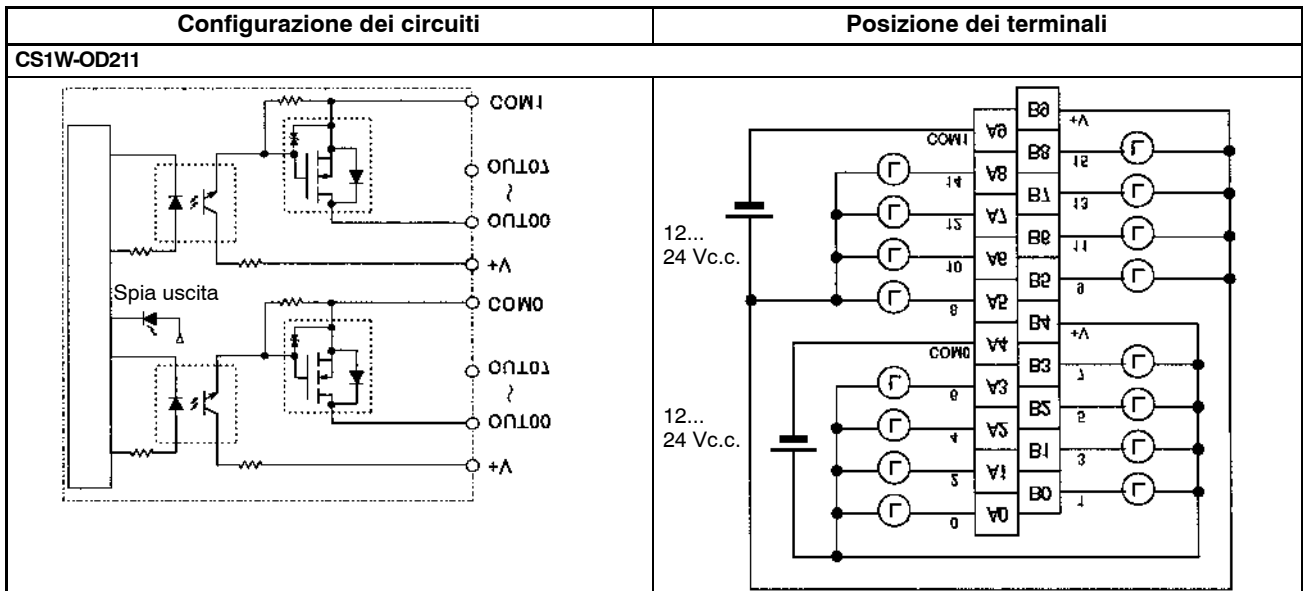 Configurazione dei circuiti
Posizione dei terminali
CS1W-OD211
COM1
OUT07
~
OUT00
+V
Spia uscita
COM0
OUT07
~
OUT00
+V
B9
+V
A9
COM1
B8
L
15
A8
L
14
B7
L
13
A7
L
12
12...
24 Vc.c.
B6
L
11
A6
L
10
B5
L
9
A5
L
8
B4
+V
A4
COM0
B3
L
7
A3
L
6
B2
L
5
12...
24 Vc.c.
A2
L
4
B1
L
3
A1
L
2
B0
L
1
A0
L
0